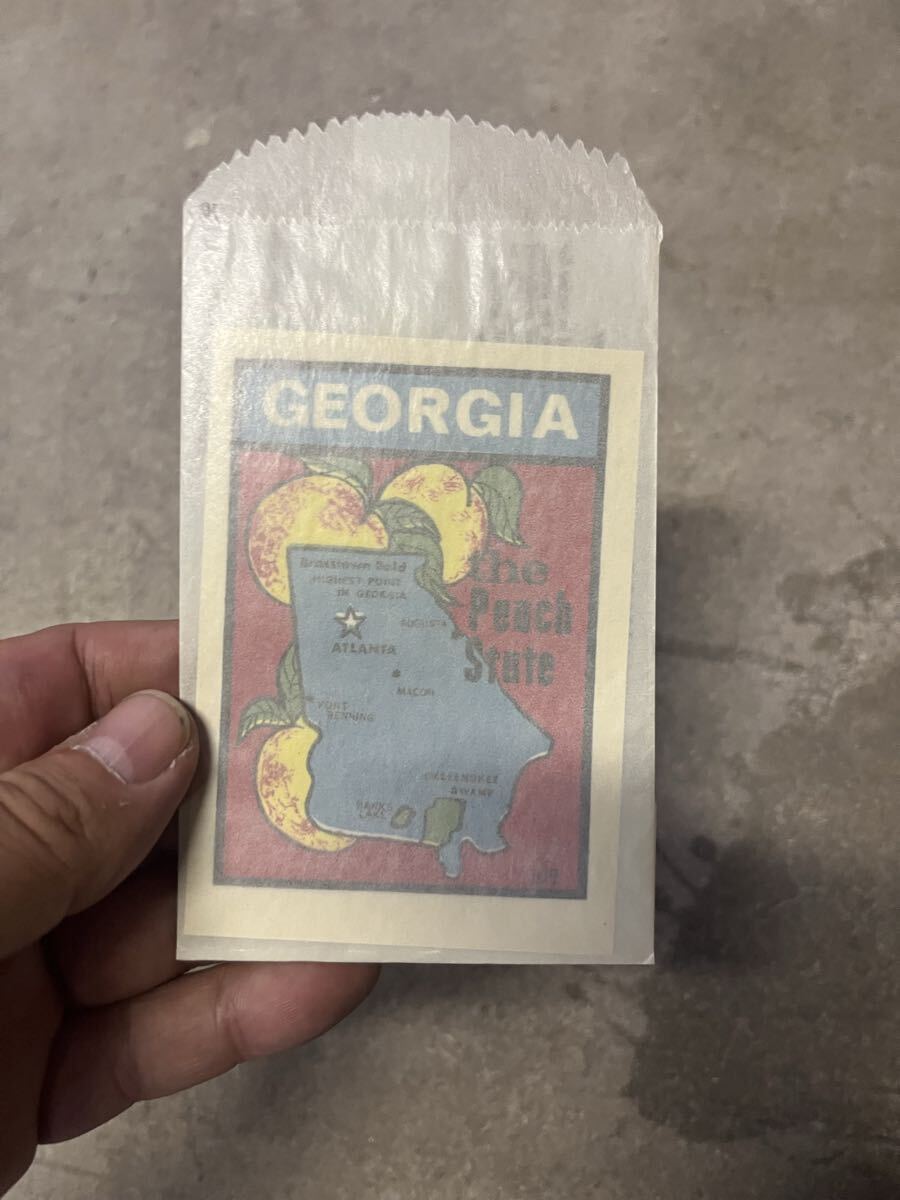 GEORGIA
the
Peach
State
Brasstown Bald
HIGHEST POINT
IN GEORGIA
AUGUSTA
ATLANTA
MACON
FORT
BENNING
OKEFENOKEE
SWAMP
BANKS
LAKE